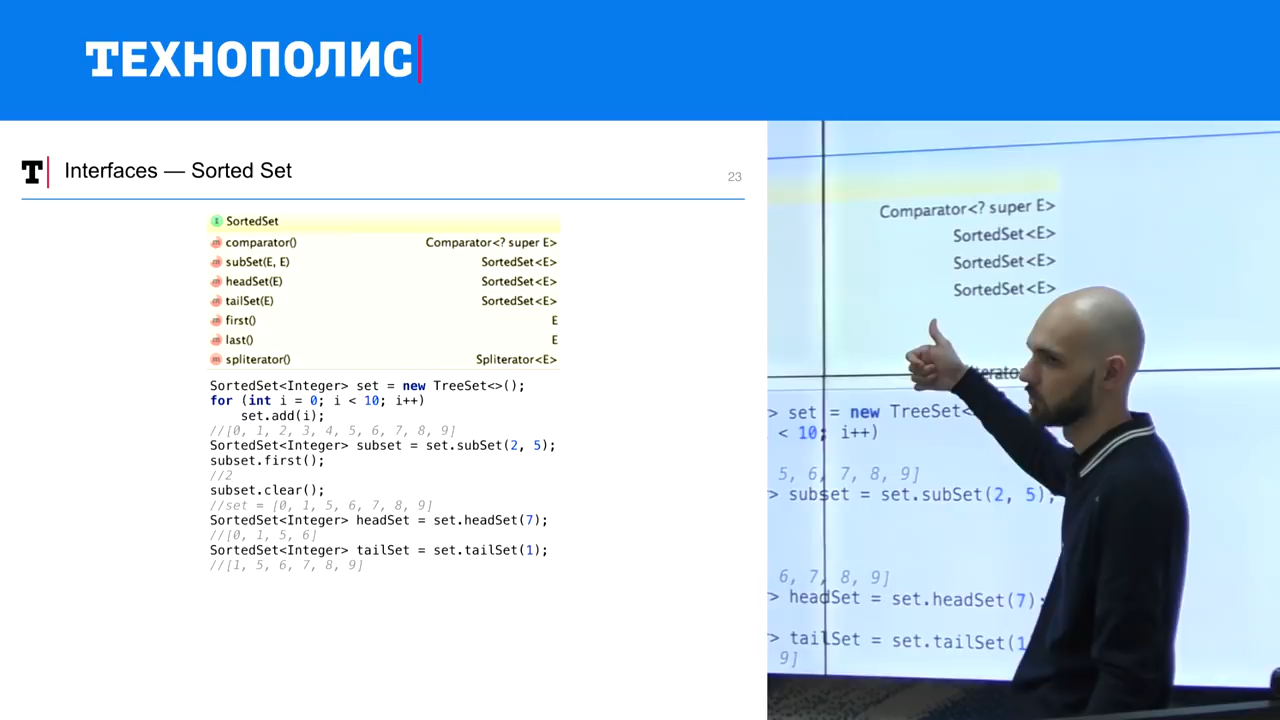 ТЕХНОПОЛИС
T Interfaces — Sorted Set
23
I SortedSet
m comparator() Comparator<? super E>
m subSet(E, E) SortedSet<E>
m headSet(E) SortedSet<E>
m tailSet(E) SortedSet<E>
m first() E
m last() E
m spliterator() Spliterator<E>
SortedSet<Integer> set = new TreeSet<>();
for (int i = 0; i < 10; i++)
set.add(i);
//[0, 1, 2, 3, 4, 5, 6, 7, 8, 9]
SortedSet<Integer> subset = set.subSet(2, 5);
subset.first();
//2
subset.clear();
//set = [0, 1, 5, 6, 7, 8, 9]
SortedSet<Integer> headSet = set.headSet(7);
//[0, 1, 5, 6]
SortedSet<Integer> tailSet = set.tailSet(1);
//[1, 5, 6, 7, 8, 9]
Comparator<? super E>
SortedSet<E>
SortedSet<E>
SortedSet<E>
> set = new TreeSet<
< 10; i++)
5, 6, 7, 8, 9]
> subset = set.subSet(2, 5);
6, 7, 8, 9]
> headSet = set.headSet(7);
> tailSet = set.tailSet(1
9]